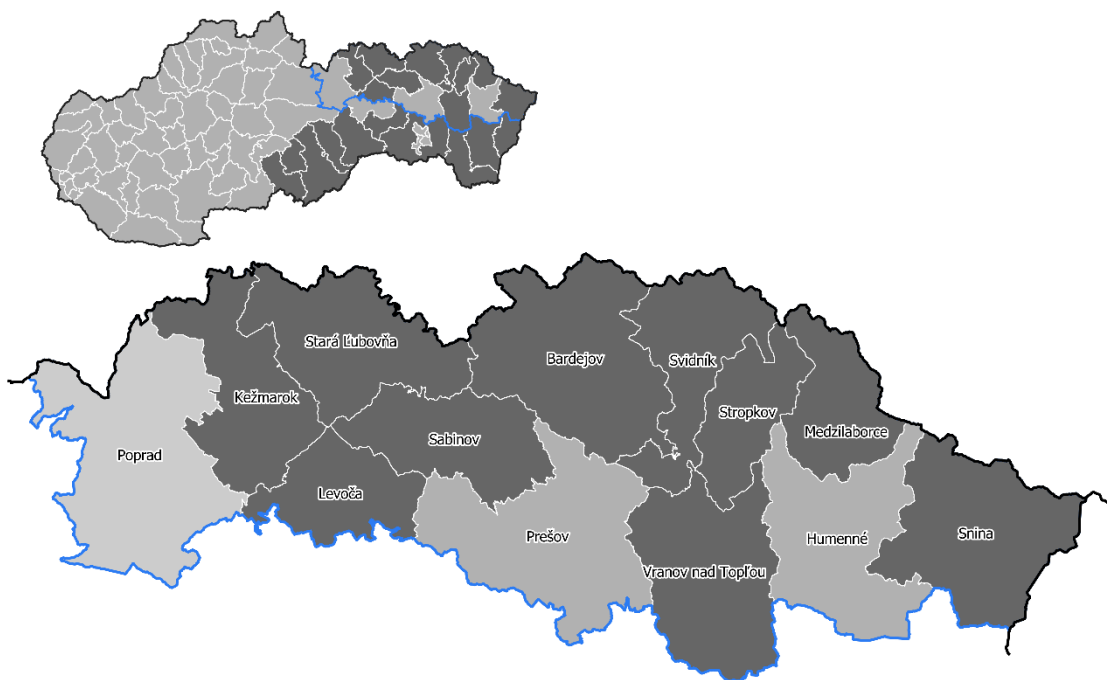 Stará Ľubovňa
Bardejov
Svidník
Kežmarok
Stropkov
Medzilaborce
Sabinov
Poprad
Levoča
Prešov
Humenné
Snina
Vranov nad Topľou